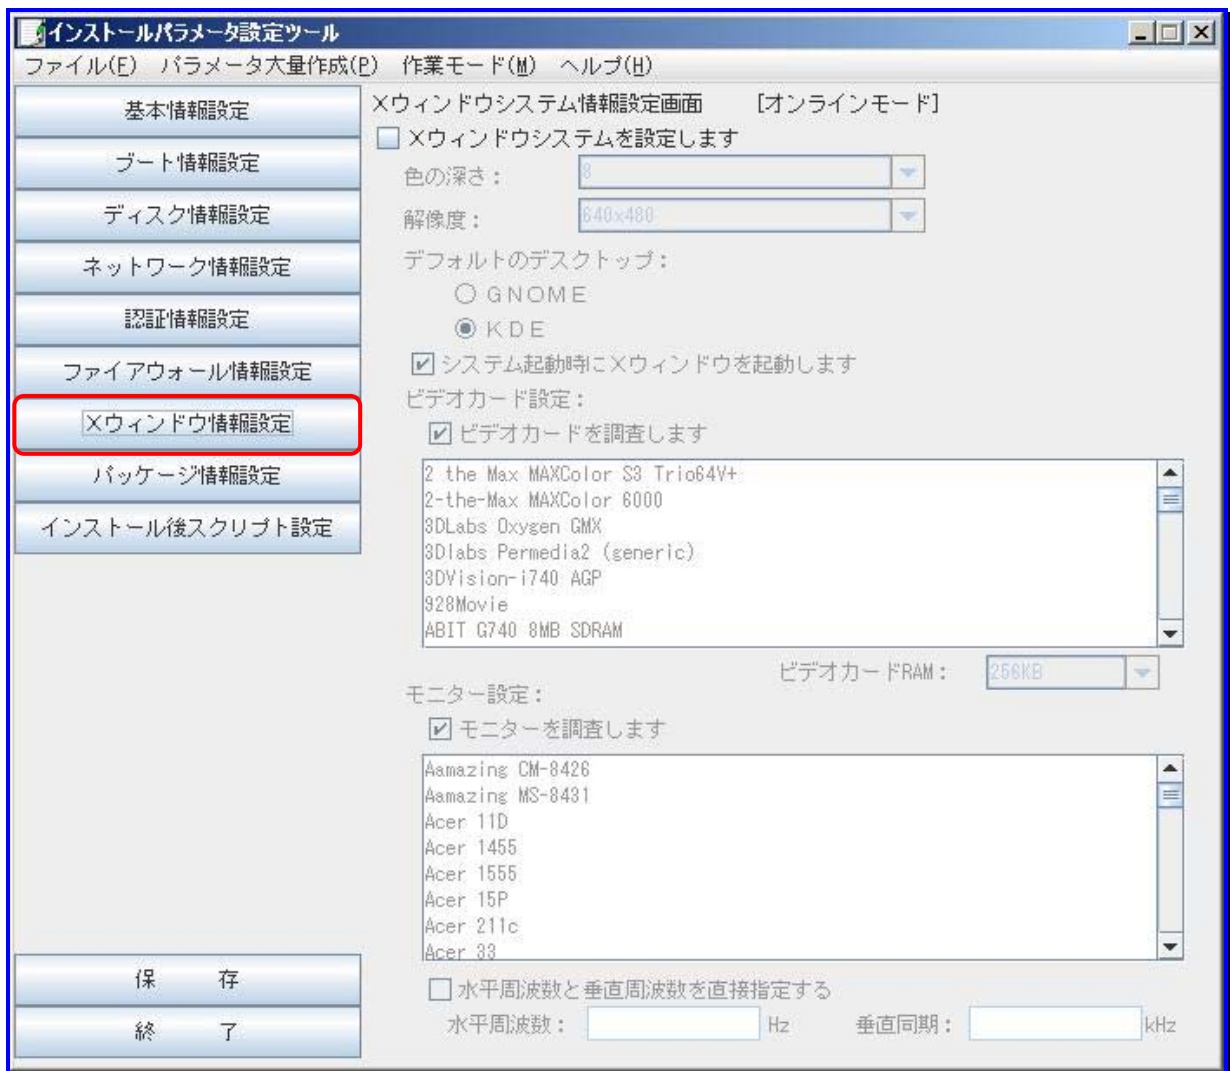 インストールパラメータ設定ツール
ファイル(F) パラメータ大量作成(P) 作業モード(M) ヘルプ(H)
基本情報設定
ブート情報設定
ディスク情報設定
ネットワーク情報設定
認証情報設定
ファイアウォール情報設定
Xウィンドウ情報設定
パッケージ情報設定
インストール後スクリプト設定
保 存
終 了
Xウィンドウシステム情報設定画面 [オンラインモード]
Xウィンドウシステムを設定します
色の深さ: 8
解像度: 640x480
デフォルトのデスクトップ:
GNOME
KDE
システム起動時にXウィンドウを起動します
ビデオカード設定:
ビデオカードを調査します
2 the Max MAXColor S3 Trio64V+
2-the-Max MAXColor 6000
3DLabs Oxygen GMX
3Dlabs Permedia2 (generic)
3DVision-i740 AGP
928Movie
ABIT G740 8MB SDRAM
ビデオカードRAM: 256KB
モニター設定:
モニターを調査します
Aamazing CM-8426
Aamazing MS-8431
Acer 11D
Acer 1455
Acer 1555
Acer 15P
Acer 211c
Acer 33
水平周波数と垂直周波数を直接指定する
水平周波数: Hz 垂直同期: kHz